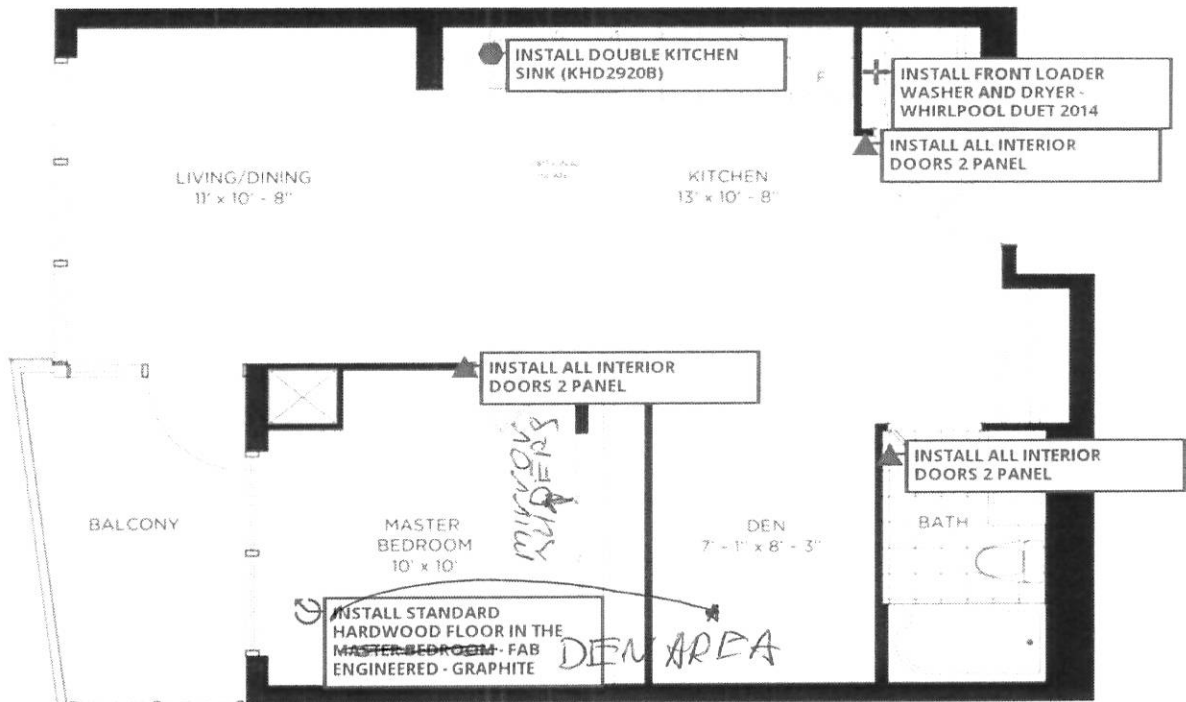 INSTALL DOUBLE KITCHEN
SINK (KHD2920B)
F
INSTALL FRONT LOADER
WASHER AND DRYER -
WHIRLPOOL DUET 2014
INSTALL ALL INTERIOR
DOORS 2 PANEL
LIVING/DINING
11' x 10' - 8"
KITCHEN
13' x 10' - 8"
INSTALL ALL INTERIOR
DOORS 2 PANEL
INSTALL ALL INTERIOR
DOORS 2 PANEL
BALCONY
MASTER
BEDROOM
10' x 10'
DEN
7' - 1" x 8' - 3"
BATH
INSTALL STANDARD
HARDWOOD FLOOR IN THE
MASTER BEDROOM - FAB
ENGINEERED - GRAPHITE
DEN AREA